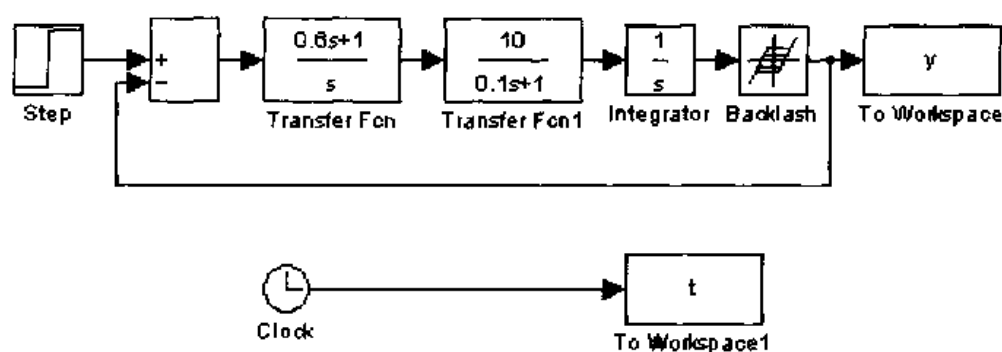 +
−
0.6s+1
s
10
0.1s+1
1
s
y
Step
Transfer Fcn
Transfer Fcn1
Integrator
Backlash
To Workspace
t
Clock
To Workspace1